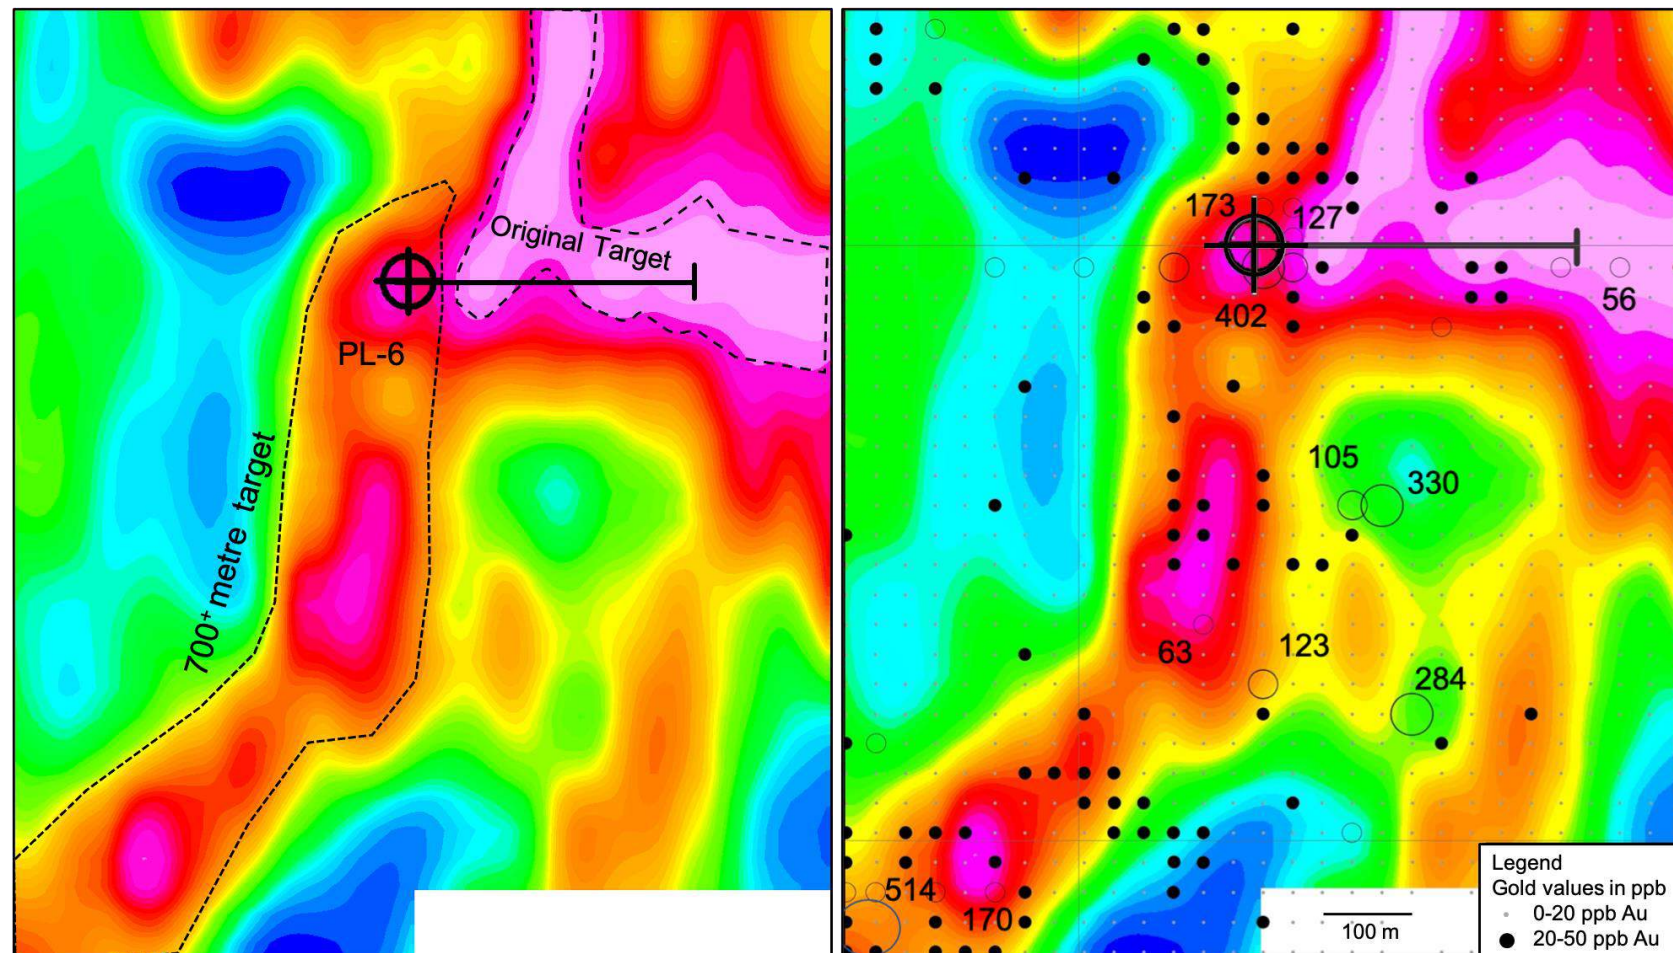 Original Target
PL-6
700+ metre target
173
127
56
402
105
330
63
123
284
514
170
100 m
Legend
Gold values in ppb
0-20 ppb Au
20-50 ppb Au